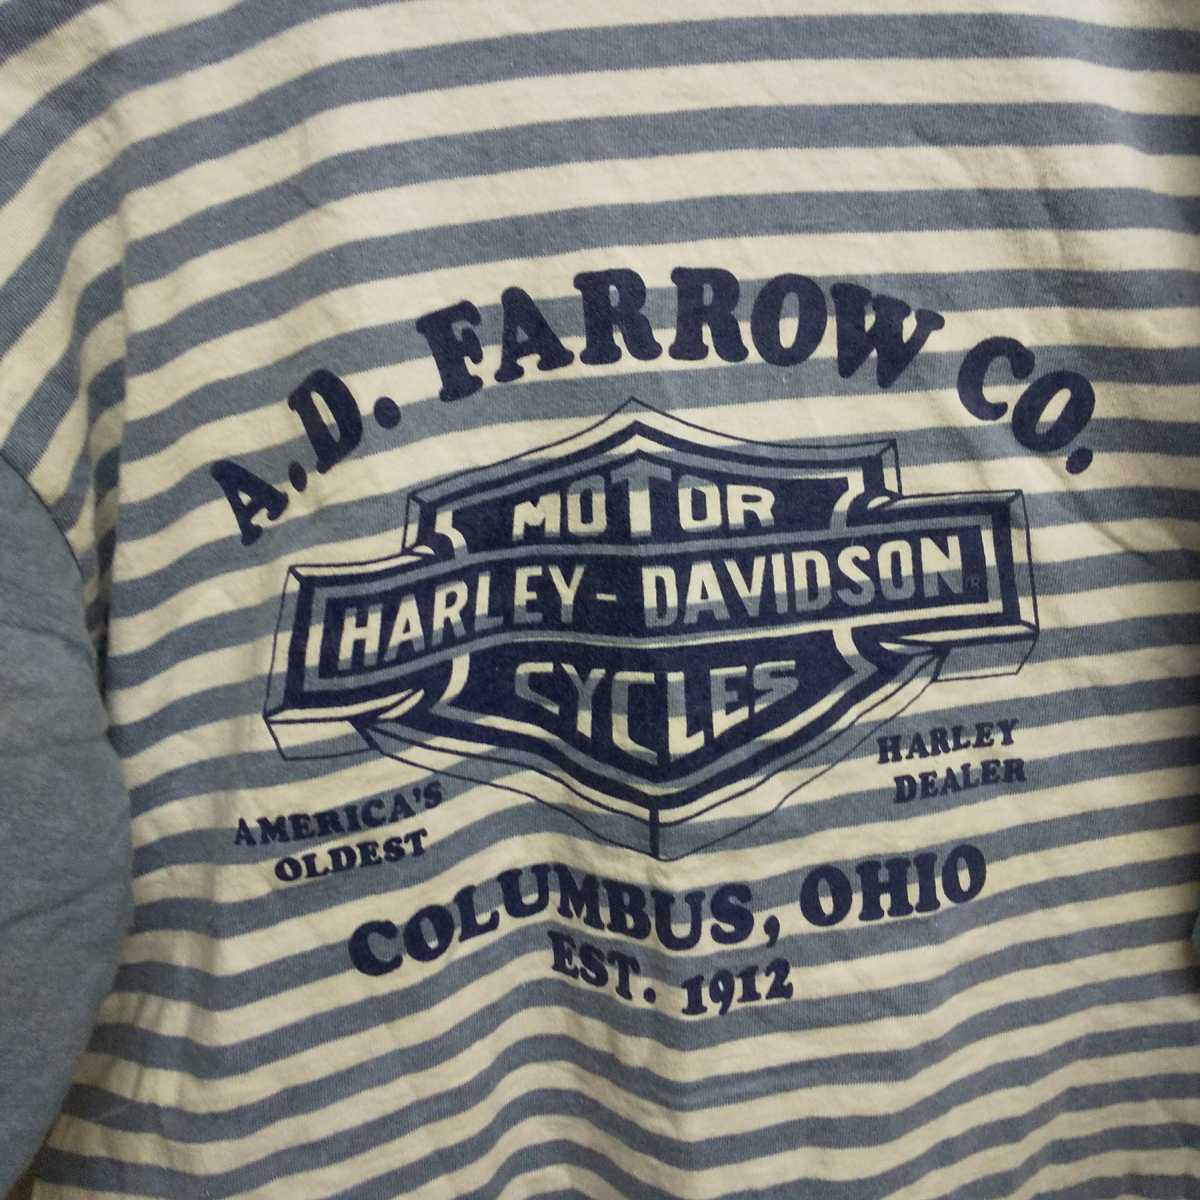 A.D. FARROW CO.
MOTOR
HARLEY-DAVIDSON
CYCLES
AMERICA'S
OLDEST
HARLEY
DEALER
COLUMBUS, OHIO
EST. 1912